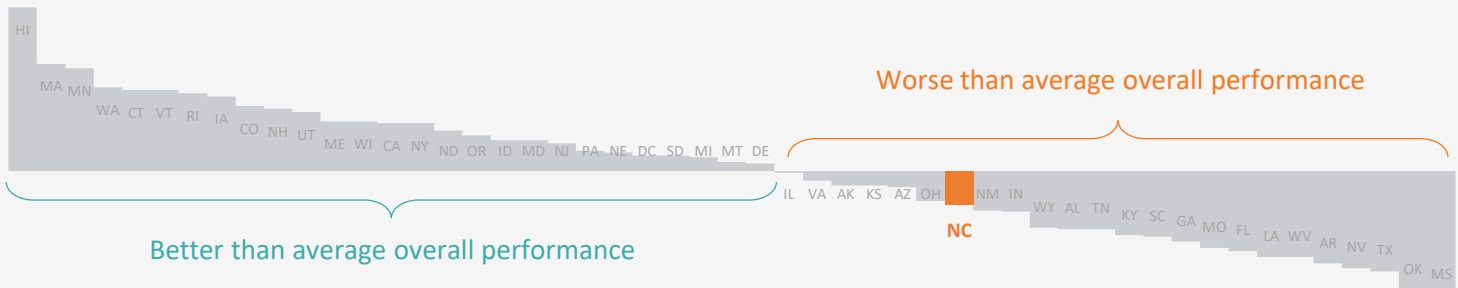 HI
MA
MN
WA
CT
VT
RI
IA
CO
NH
UT
ME
WI
CA
NY
ND
OR
ID
MD
NJ
PA
NE
DC
SD
MI
MT
DE
Worse than average overall performance
IL
VA
AK
KS
AZ
OH
NC
NM
IN
WY
AL
TN
KY
SC
GA
MO
FL
LA
WV
AR
NV
TX
OK
MS
Better than average overall performance